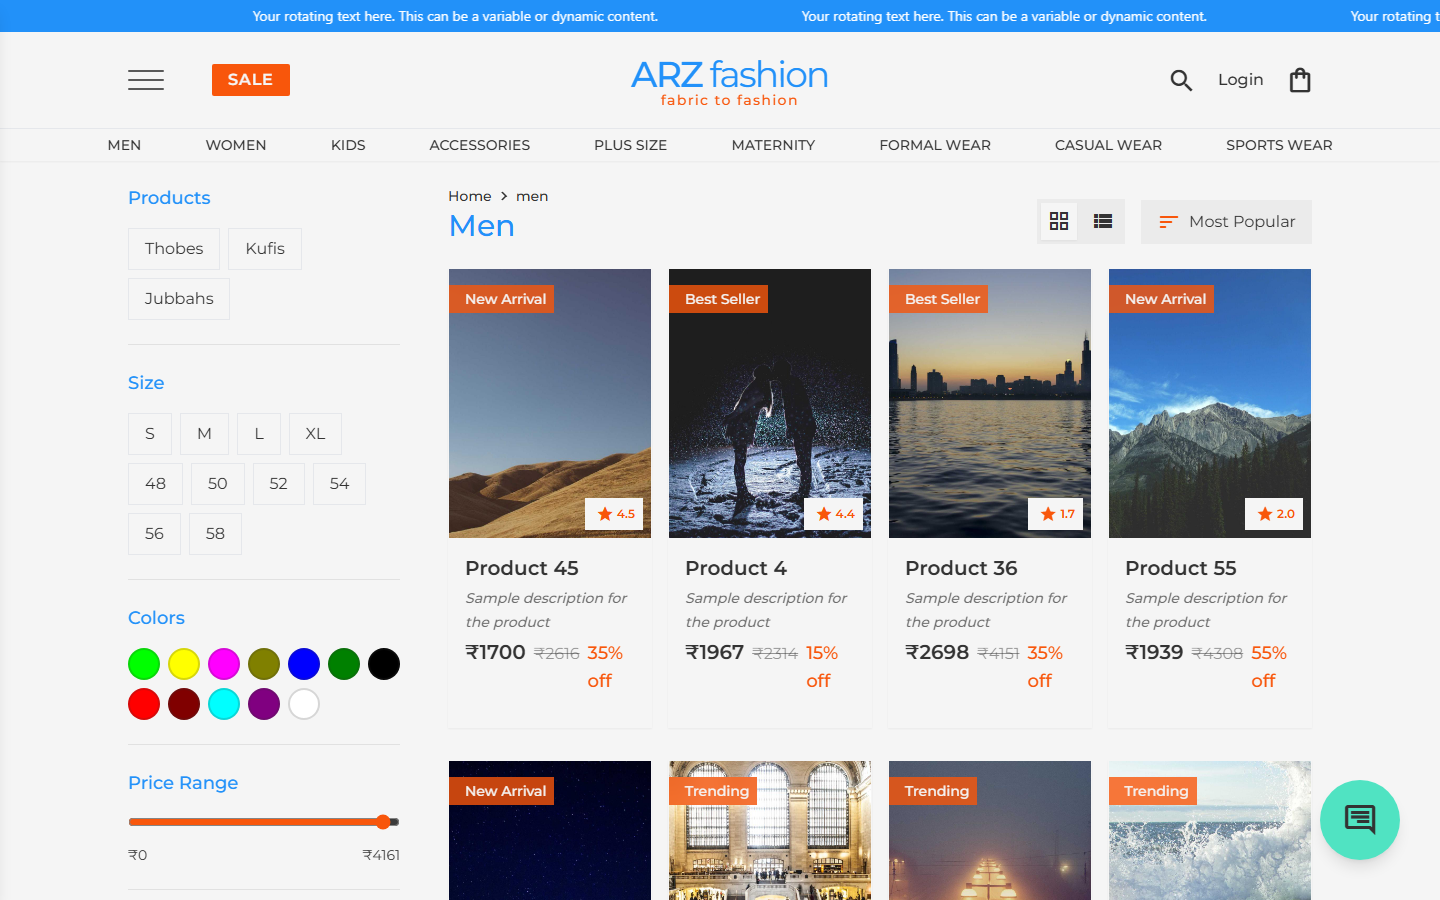 Your rotating text here. This can be a variable or dynamic content. Your rotating text here. This can be a variable or dynamic content. Your rotating t
SALE
ARZ fashion
fabric to fashion
Login
MEN WOMEN KIDS ACCESSORIES PLUS SIZE MATERNITY FORMAL WEAR CASUAL WEAR SPORTS WEAR
Products
Thobes Kufis
Jubbahs
Size
S M L XL
48 50 52 54
56 58
Colors
Price Range
₹0 ₹4161
Home > men
Men
Most Popular
New Arrival
4.5
Product 45
Sample description for
the product
₹1700 ₹2616 35%
off
Best Seller
4.4
Product 4
Sample description for
the product
₹1967 ₹2314 15%
off
Best Seller
1.7
Product 36
Sample description for
the product
₹2698 ₹4151 35%
off
New Arrival
2.0
Product 55
Sample description for
the product
₹1939 ₹4308 55%
off
New Arrival
Trending
Trending
Trending